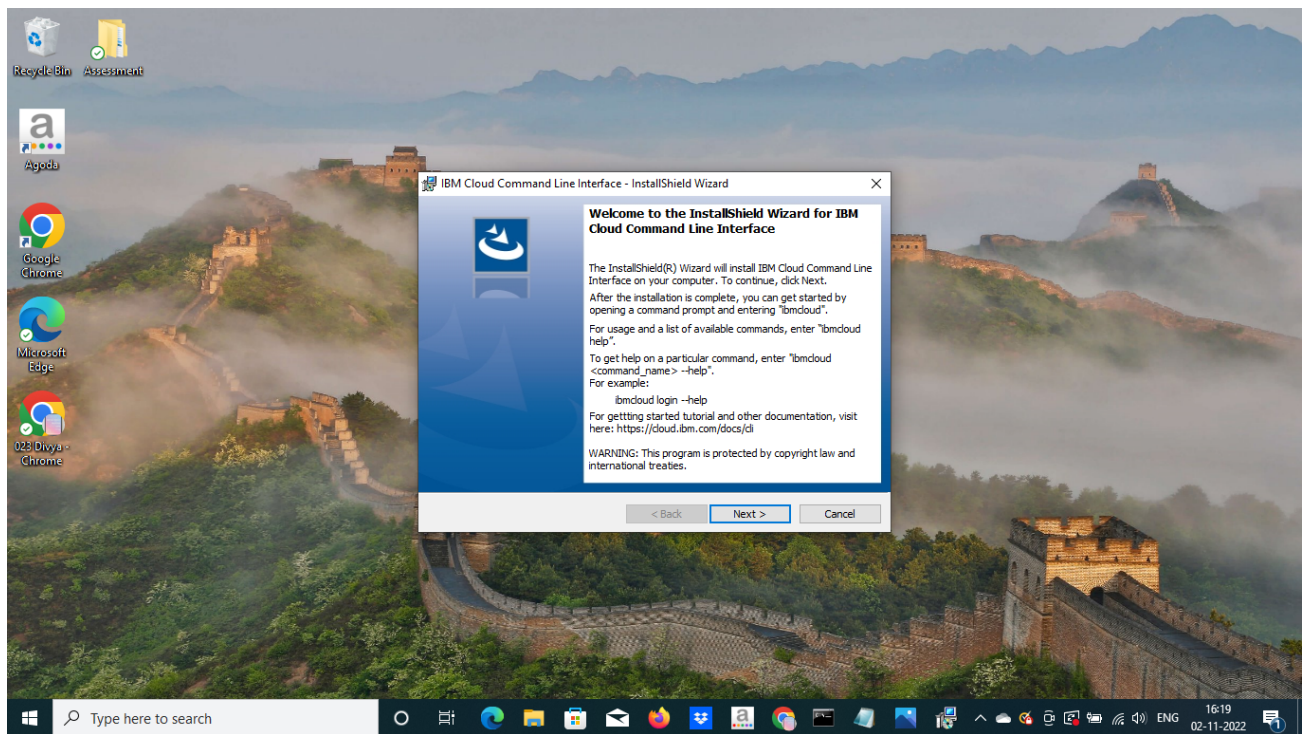 Recycle Bin
Assessment
a
Agoda
Google
Chrome
Microsoft
Edge
023 Divya -
Chrome
IBM Cloud Command Line Interface - InstallShield Wizard
Welcome to the InstallShield Wizard for IBM
Cloud Command Line Interface
The InstallShield(R) Wizard will install IBM Cloud Command Line
Interface on your computer. To continue, click Next.
After the installation is complete, you can get started by
opening a command prompt and entering "ibmcloud".
For usage and a list of available commands, enter "ibmcloud
help".
To get help on a particular command, enter "ibmcloud
<command_name> --help".
For example:
ibmcloud login --help
For gettting started tutorial and other documentation, visit
here: https://cloud.ibm.com/docs/cli
WARNING: This program is protected by copyright law and
international treaties.
< Back
Next >
Cancel
Type here to search
a
ENG
16:19
02-11-2022
1